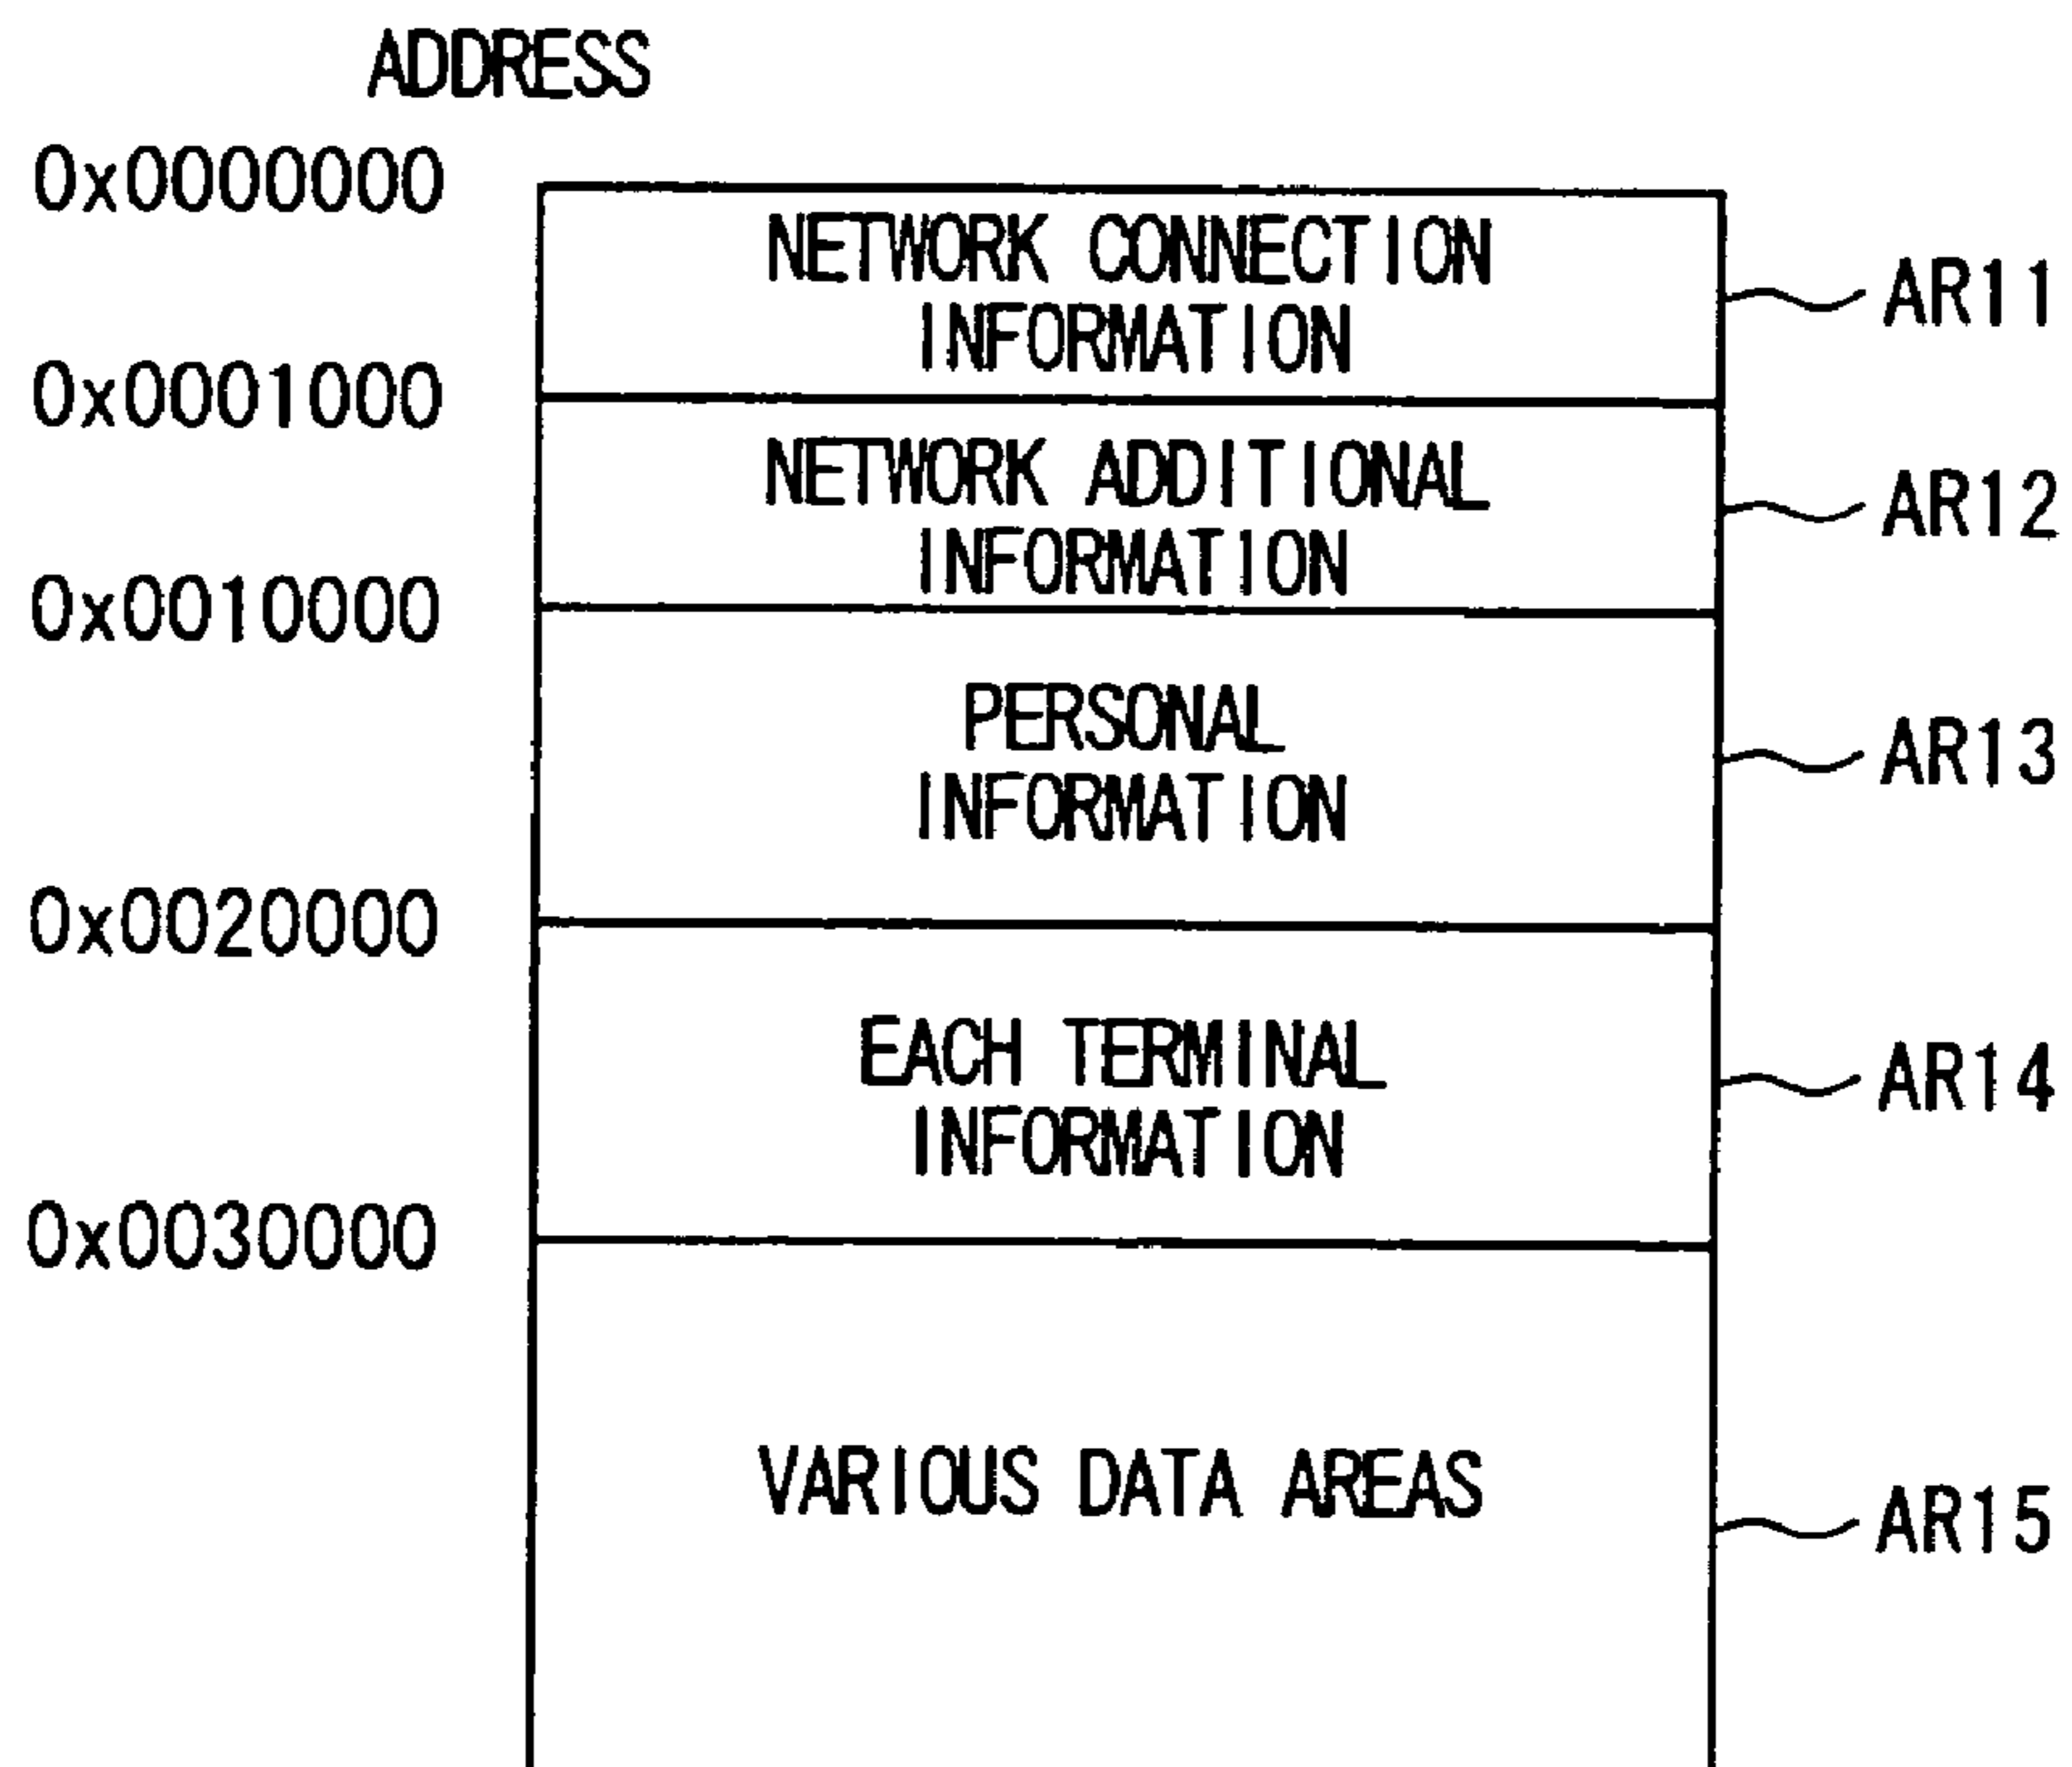 ADDRESS
0x0000000
NETWORK CONNECTION
INFORMATION
AR11
0x0001000
NETWORK ADDITIONAL
INFORMATION
AR12
0x0010000
PERSONAL
INFORMATION
AR13
0x0020000
EACH TERMINAL
INFORMATION
AR14
0x0030000
VARIOUS DATA AREAS
AR15